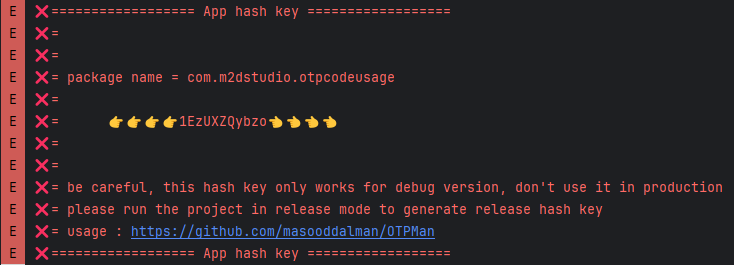 E ❌================== App hash key ==================
E ❌=
E ❌=
E ❌= package name = com.m2dstudio.otpcodeusage
E ❌=
E ❌= 👉👉👉👉1EzUXZQybzo👈👈👈👈
E ❌=
E ❌=
E ❌= be careful, this hash key only works for debug version, don't use it in production
E ❌= please run the project in release mode to generate release hash key
E ❌= usage : https://github.com/masooddalman/OTPMan
E ❌================== App hash key ==================